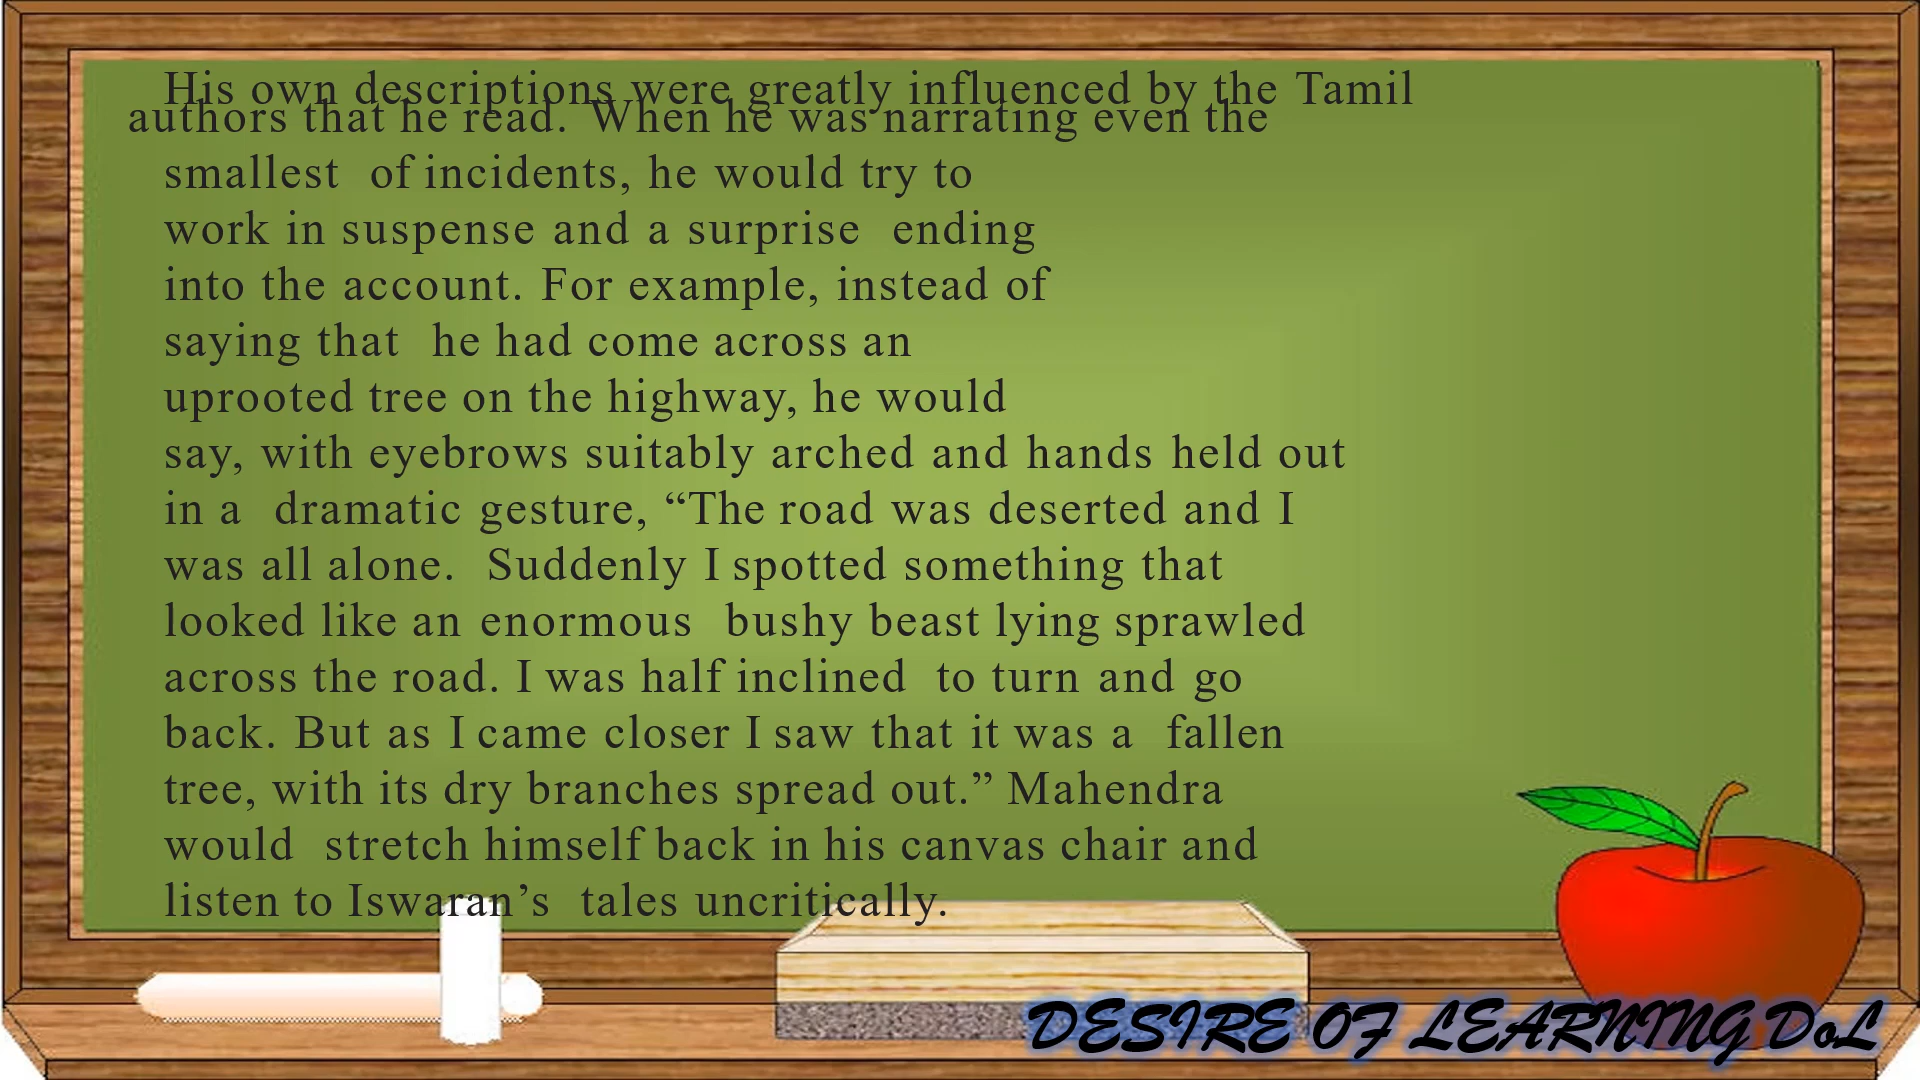 His own descriptions were greatly influenced by the Tamil
authors that he read. When he was narrating even the
smallest of incidents, he would try to
work in suspense and a surprise ending
into the account. For example, instead of
saying that he had come across an
uprooted tree on the highway, he would
say, with eyebrows suitably arched and hands held out
in a dramatic gesture, “The road was deserted and I
was all alone. Suddenly I spotted something that
looked like an enormous bushy beast lying sprawled
across the road. I was half inclined to turn and go
back. But as I came closer I saw that it was a fallen
tree, with its dry branches spread out.” Mahendra
would stretch himself back in his canvas chair and
listen to Iswaran’s tales uncritically.
DESIRE OF LEARNING DoL